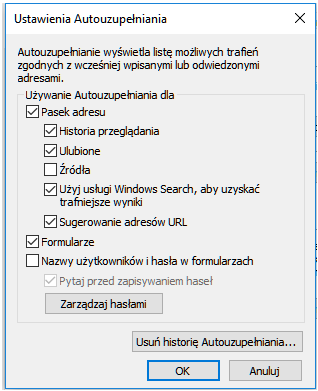 Ustawienia Autouzupełniania
Autouzupełnianie wyświetla listę możliwych trafień
zgodnych z wcześniej wpisanymi lub odwiedzonymi
adresami.
Używanie Autouzupełniania dla
Pasek adresu
Historia przeglądania
Ulubione
Źródła
Użyj usługi Windows Search, aby uzyskać
trafniejsze wyniki
Sugerowanie adresów URL
Formularze
Nazwy użytkowników i hasła w formularzach
Pytaj przed zapisywaniem haseł
Zarządzaj hasłami
Usuń historię Autouzupełniania...
OK
Anuluj